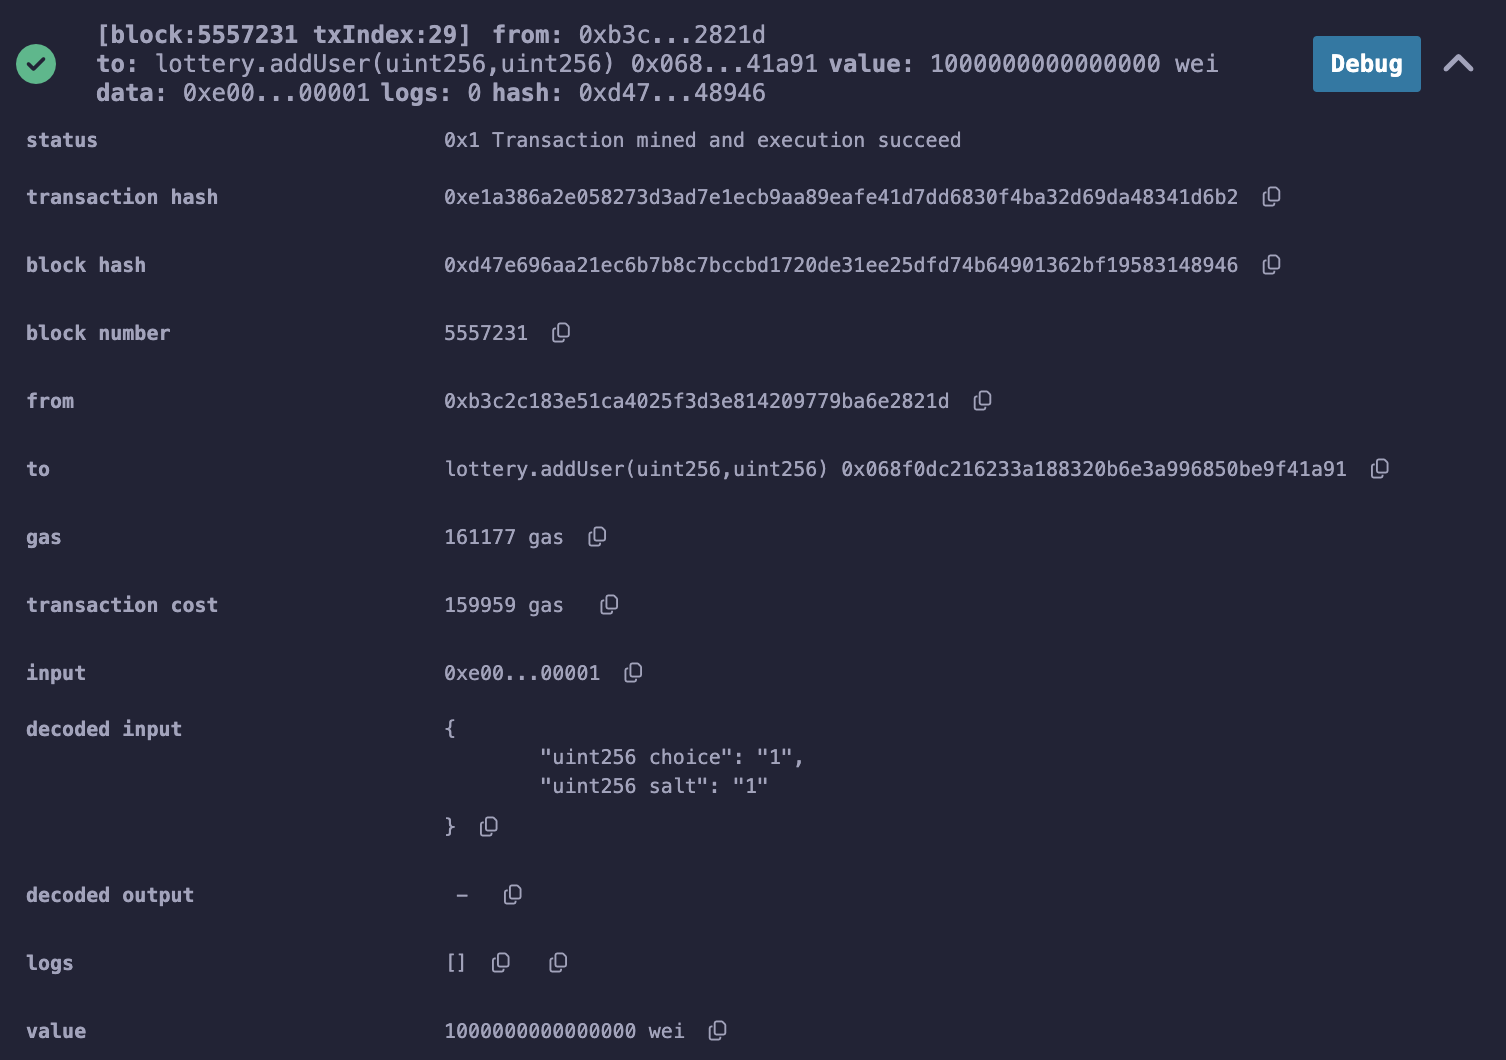 [block:5557231 txIndex:29] from: 0xb3c...2821d
to: lottery.addUser(uint256,uint256) 0x068...41a91 value: 1000000000000000 wei
data: 0xe00...00001 logs: 0 hash: 0xd47...48946
Debug
status 0x1 Transaction mined and execution succeed
transaction hash 0xe1a386a2e058273d3ad7e1ecb9aa89eafe41d7dd6830f4ba32d69da48341d6b2
block hash 0xd47e696aa21ec6b7b8c7bccbd1720de31ee25dfd74b64901362bf19583148946
block number 5557231
from 0xb3c2c183e51ca4025f3d3e814209779ba6e2821d
to lottery.addUser(uint256,uint256) 0x068f0dc216233a188320b6e3a996850be9f41a91
gas 161177 gas
transaction cost 159959 gas
input 0xe00...00001
decoded input {
"uint256 choice": "1",
"uint256 salt": "1"
}
decoded output –
logs []
value 1000000000000000 wei